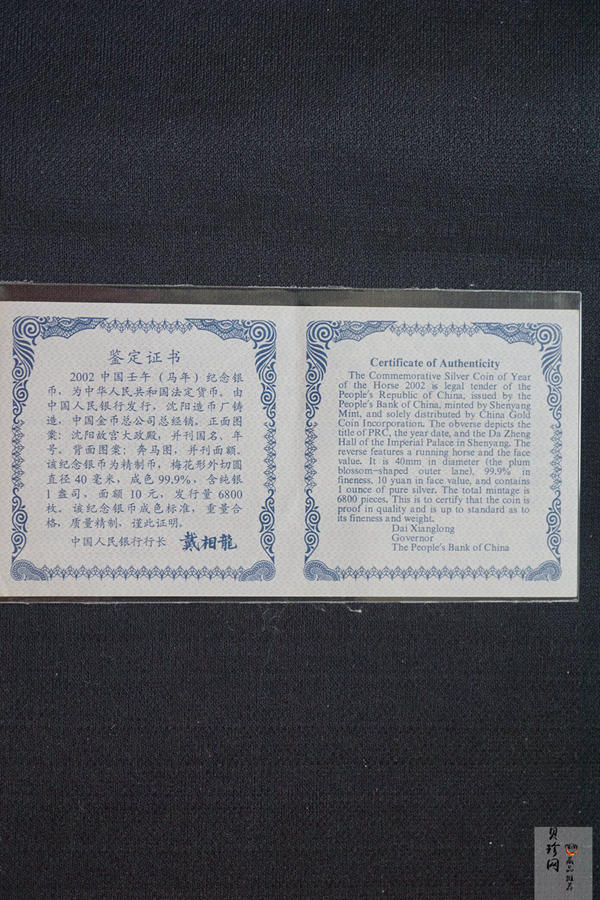 鉴定证书
2002 中国壬午（马年）纪念银
币，为中华人民共和国法定货币。由
中国人民银行发行，沈阳造币厂铸
造，中国金币总公司总经销。正面图
案：沈阳故宫大政殿，并刊国名、年
号。背面图案：奔马图，并刊面额。
该纪念银币为精制币，梅花形外切圆
直径 40 毫米，成色 99.9%，含纯银
1 盎司，面额 10 元，发行量 6800
枚。该纪念银币成色标准，重量合
格，质量精制，谨此证明。
中国人民银行行长 戴相龍
Certificate of Authenticity
The Commemorative Silver Coin of Year
of the Horse 2002 is legal tender of the
People's Republic of China, issued by the
People's Bank of China, minted by Shenyang
Mint, and solely distributed by China Gold
Coin Incorporation. The obverse depicts the
title of PRC, the year date, and the Da Zheng
Hall of the Imperial Palace in Shenyang. The
reverse features a running horse and the face
value. It is 40mm in diameter (the plum
blossom-shaped outer lane), 99.9% in
fineness, 10 yuan in face value, and contains
1 ounce of pure silver. The total mintage is
6800 pieces. This is to certify that the coin is
proof in quality and is up to standard as to
its fineness and weight.
Dai Xianglong
Governor
The People's Bank of China
贝珍网